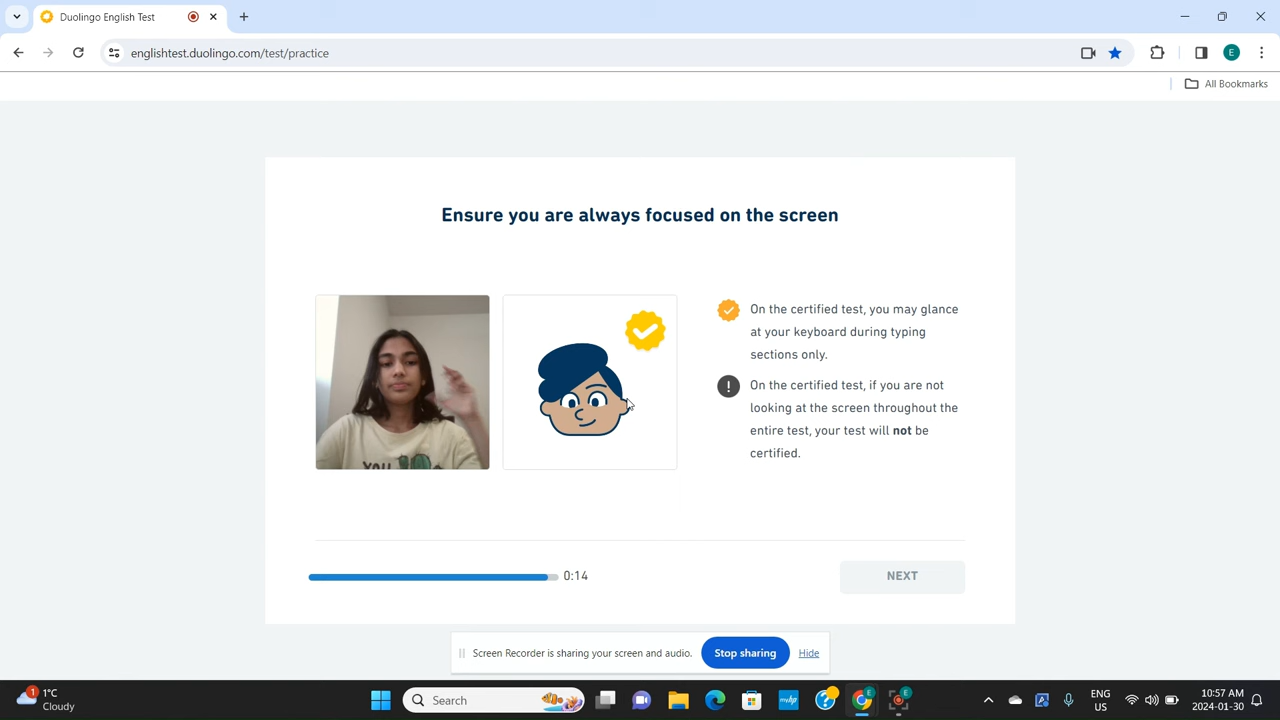 Duolingo English Test
englishtest.duolingo.com/test/practice
E
All Bookmarks
Ensure you are always focused on the screen
On the certified test, you may glance
at your keyboard during typing
sections only.
On the certified test, if you are not
looking at the screen throughout the
entire test, your test will not be
certified.
YOU
0:14
NEXT
Screen Recorder is sharing your screen and audio.
Stop sharing
Hide
1
1°C
Cloudy
Search
E
E
ENG
US
10:57 AM
2024-01-30